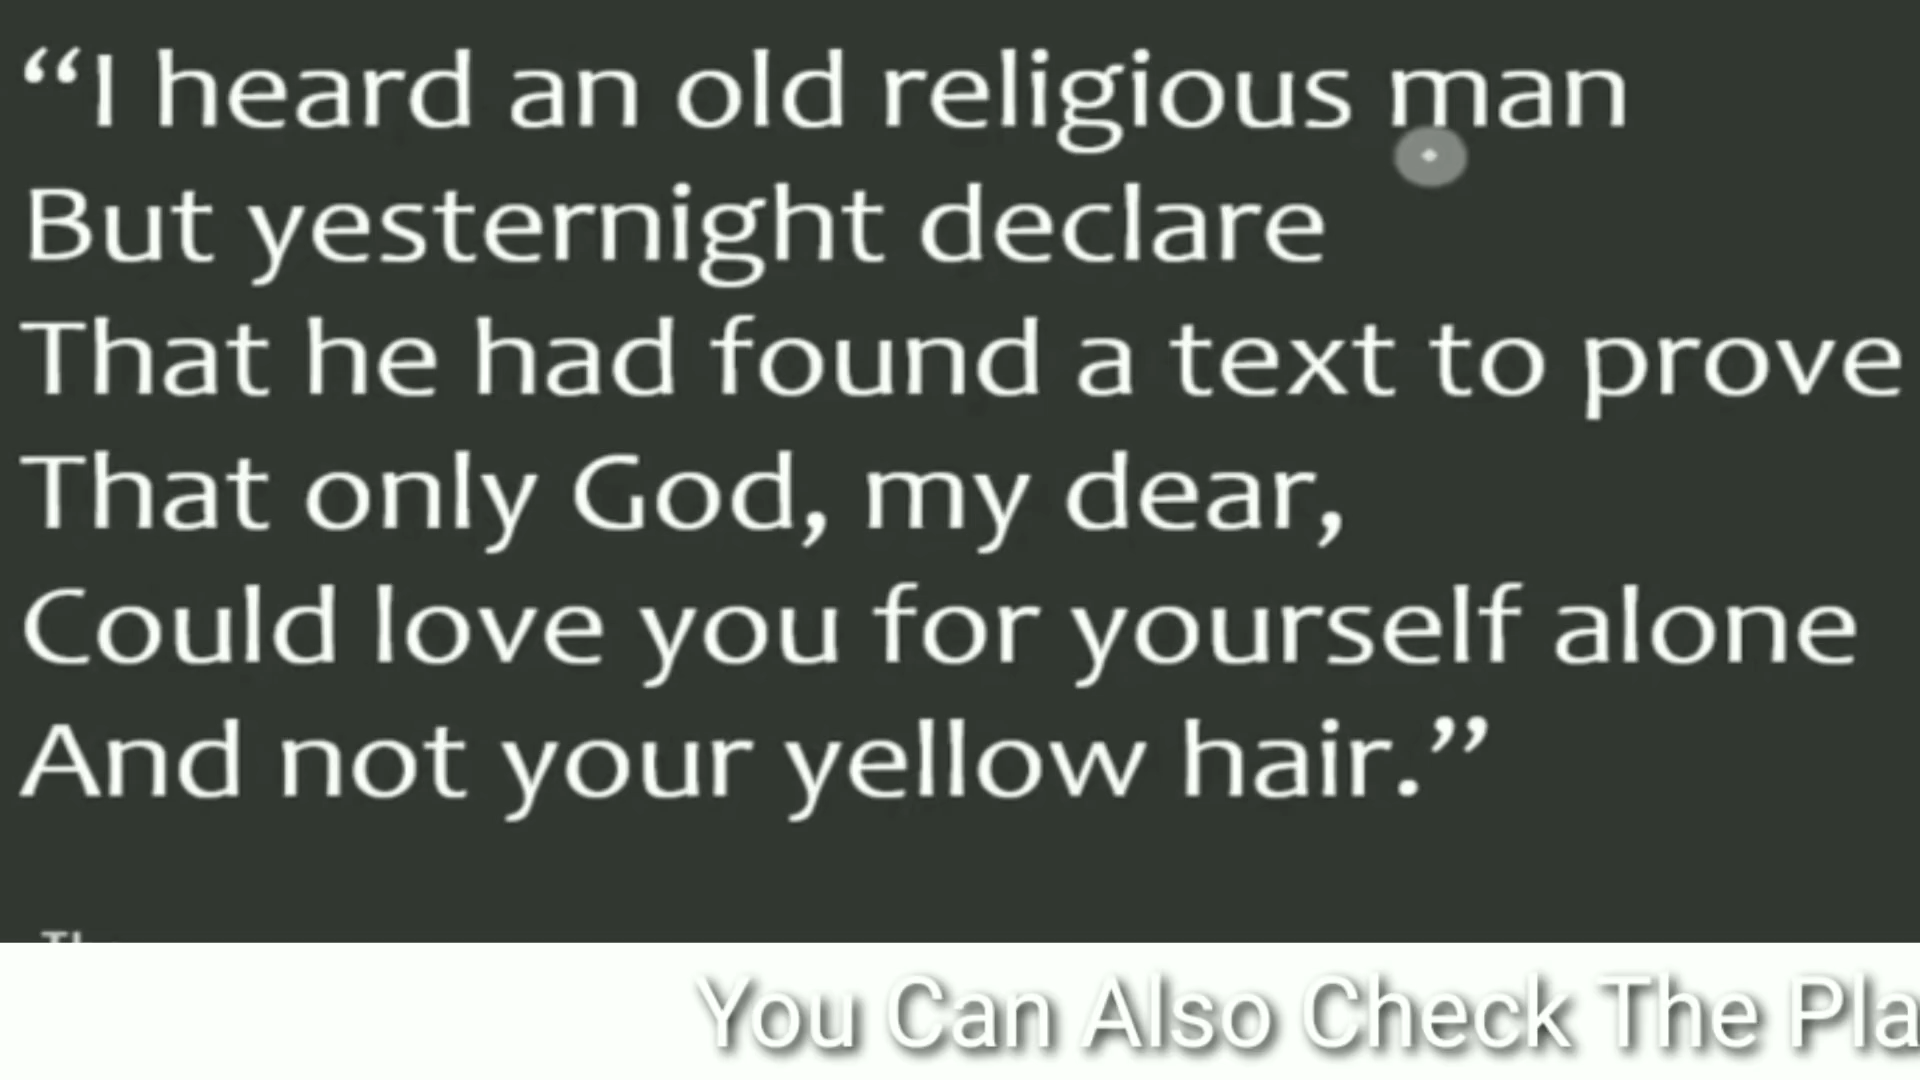 “I heard an old religious man
But yesternight declare
That he had found a text to prove
That only God, my dear,
Could love you for yourself alone
And not your yellow hair.”
You Can Also Check The